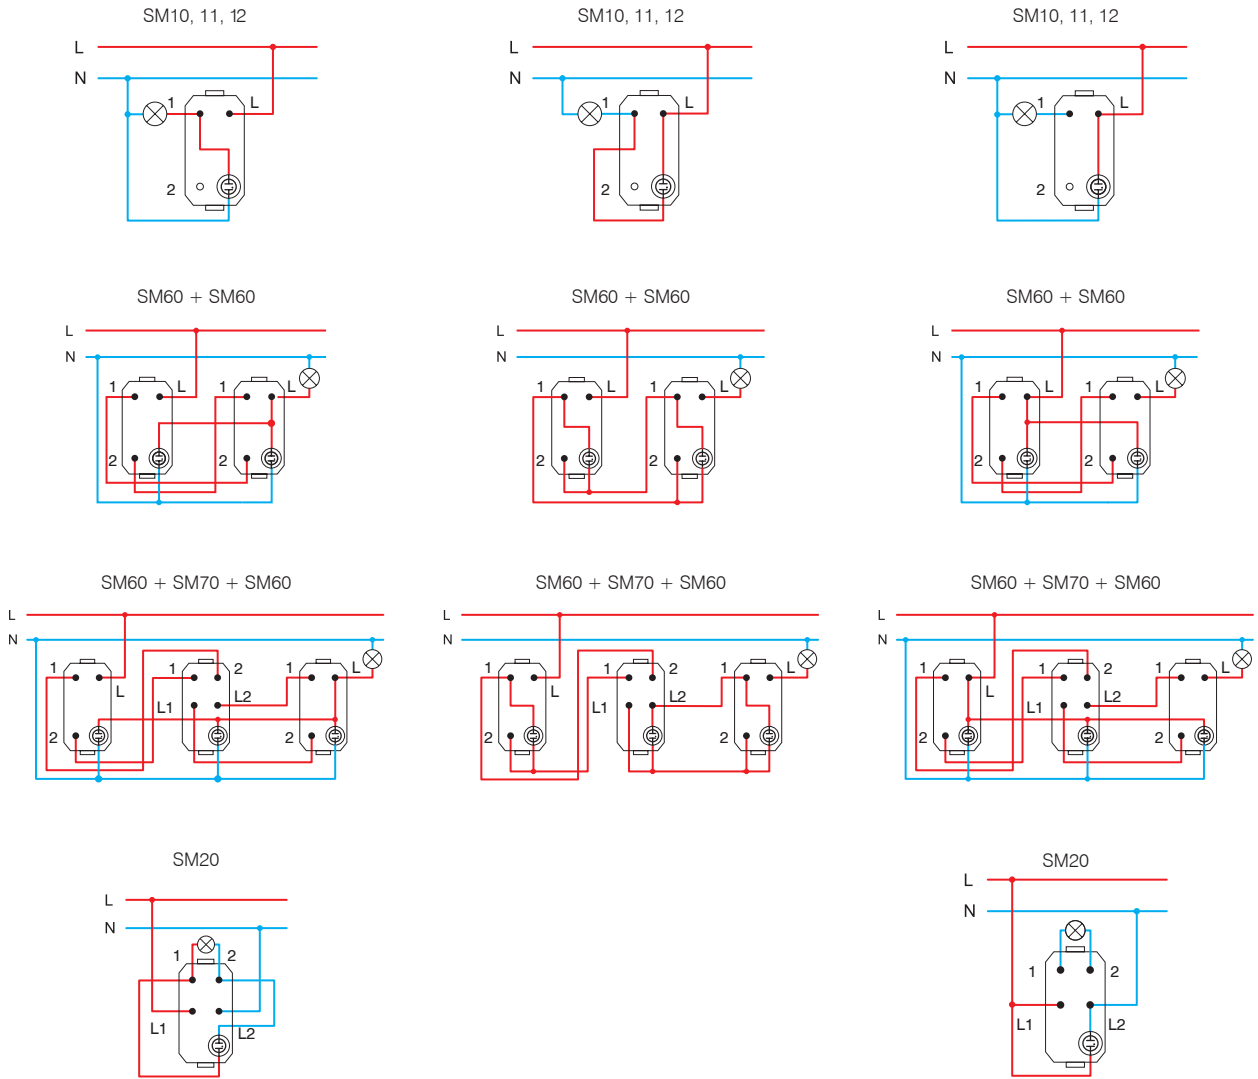 SM10, 11, 12 SM10, 11, 12 SM10, 11, 12
L L L
N N N
1 L 1 L 1 L
2 2 2
SM60 + SM60 SM60 + SM60 SM60 + SM60
L L L
N N N
1 L 1 L 1 L 1 L 1 L 1 L
2 2 2 2 2 2
SM60 + SM70 + SM60 SM60 + SM70 + SM60 SM60 + SM70 + SM60
L L L
N N N
1 1 2 1 L 1 1 2 1 L 1 1 2 1 L
L L L
L1 L2 L1 L2 L1 L2
2 2 2 2 2 2
SM20 SM20
L L
N N
1 2 1 2
L1 L2 L1 L2